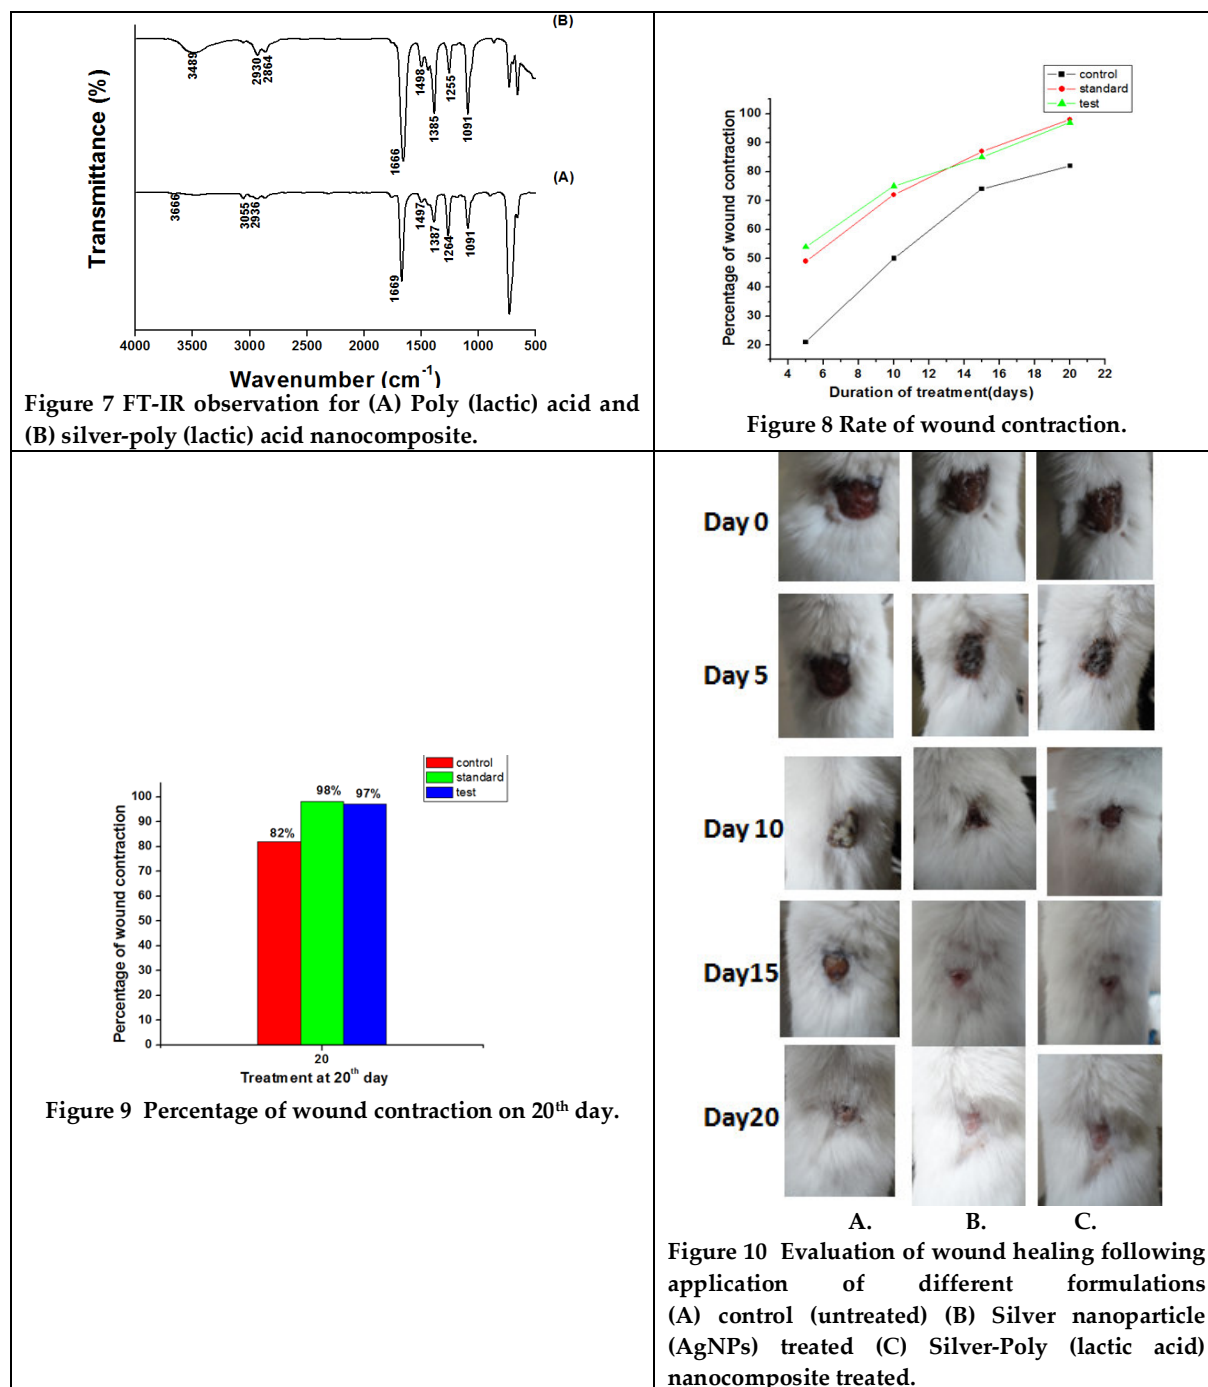 (B)
3489
2930
2864
1666
1498
1385
1255
1091
(A)
3666
3055
2936
1669
1497
1387
1264
1091
Transmittance (%)
4000 3500 3000 2500 2000 1500 1000 500
Wavenumber (cm⁻¹)
Figure 7 FT-IR observation for (A) Poly (lactic) acid and
(B) silver-poly (lactic) acid nanocomposite.
control
standard
test
100
90
80
70
60
50
40
30
20
Percentage of wound contraction
4 6 8 10 12 14 16 18 20 22
Duration of treatment(days)
Figure 8 Rate of wound contraction.
control
standard
test
100
90
80
70
60
50
40
30
20
10
0
82%
98%
97%
Percentage of wound contraction
20
Treatment at 20th day
Figure 9 Percentage of wound contraction on 20th day.
Day 0
Day 5
Day 10
Day15
Day20
A. B. C.
Figure 10 Evaluation of wound healing following
application of different formulations
(A) control (untreated) (B) Silver nanoparticle
(AgNPs) treated (C) Silver-Poly (lactic acid)
nanocomposite treated.